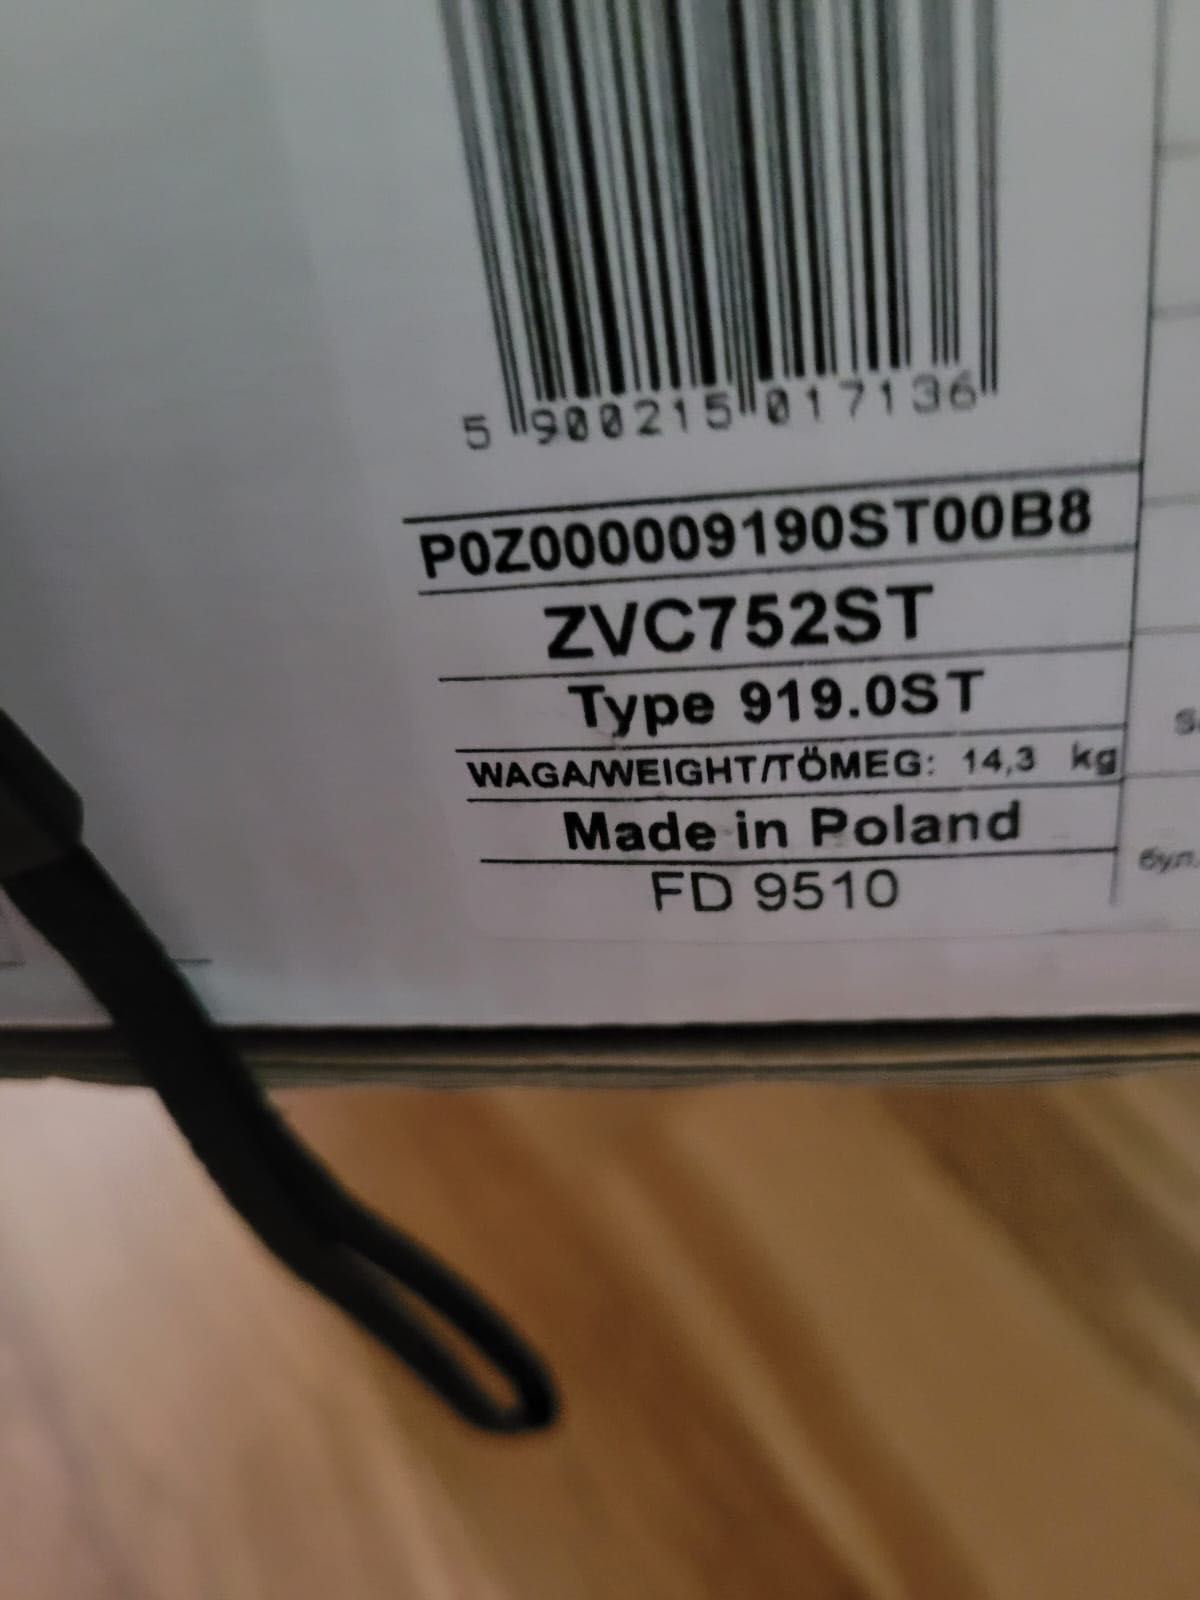 5 900215 017136
P0Z000009190ST00B8
ZVC752ST
Type 919.0ST
WAGA/WEIGHT/TÖMEG: 14,3 kg
Made in Poland
FD 9510